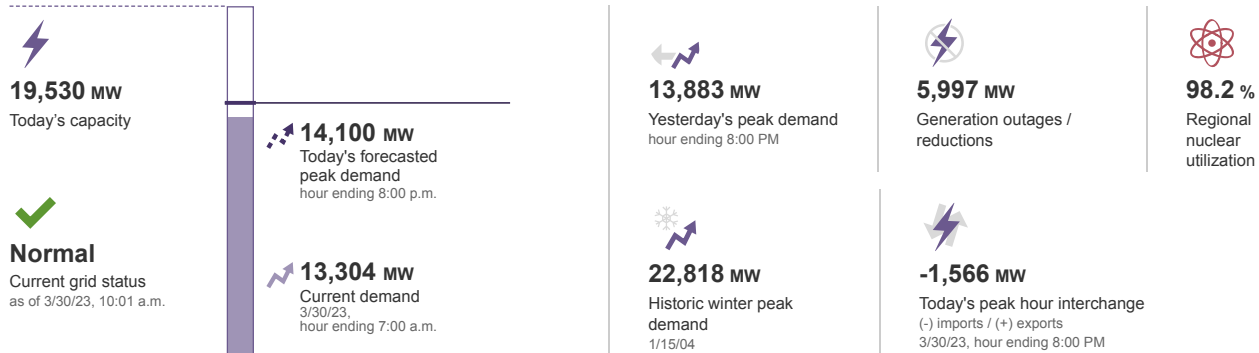 19,530 MW
Today's capacity
Normal
Current grid status
as of 3/30/23, 10:01 a.m.
14,100 MW
Today's forecasted
peak demand
hour ending 8:00 p.m.
13,304 MW
Current demand
3/30/23,
hour ending 7:00 a.m.
13,883 MW
Yesterday's peak demand
hour ending 8:00 PM
5,997 MW
Generation outages /
reductions
98.2 %
Regional
nuclear
utilization
22,818 MW
Historic winter peak
demand
1/15/04
-1,566 MW
Today's peak hour interchange
(-) imports / (+) exports
3/30/23, hour ending 8:00 PM